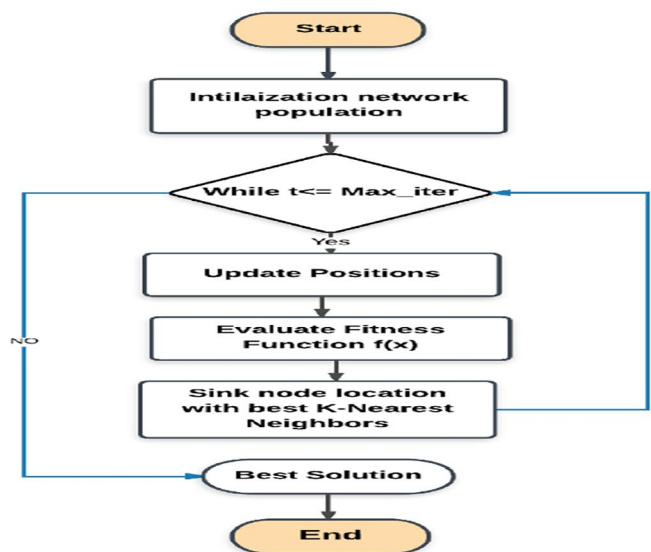 Start
Intilaization network
population
While t<= Max_iter
Yes
Update Positions
Evaluate Fitness
Function f(x)
NO
Sink node location
with best K-Nearest
Neighbors
Best Solution
End